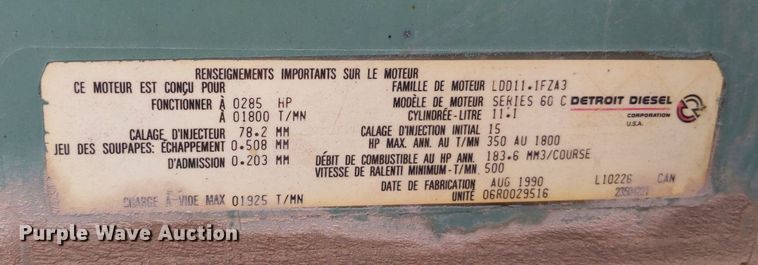 RENSEIGNEMENTS IMPORTANTS SUR LE MOTEUR
CE MOTEUR EST CONÇU POUR
FONCTIONNER À 0285 HP
À 01800 T/MN
CALAGE D'INJECTEUR 78.2 MM
JEU DES SOUPAPES: ÉCHAPPEMENT 0.508 MM
D'ADMISSION 0.203 MM
CHARGE À VIDE MAX 01925 T/MN
FAMILLE DE MOTEUR LDD11.1FZA3
MODÈLE DE MOTEUR SERIES 60 C
CYLINDRÉE-LITRE 11.1
CALAGE D'INJECTION INITIAL 15
HP MAX. ANN. AU T/MN 350 AU 1800
DÉBIT DE COMBUSTIBLE AU HP ANN. 183.6 MM3/COURSE
VITESSE DE RALENTI MINIMUM-T/MN 500
DATE DE FABRICATION AUG 1990 L10226 CAN
UNITÉ 06R0029516
DETROIT DIESEL
CORPORATION
U.S.A.
Purple Wave Auction